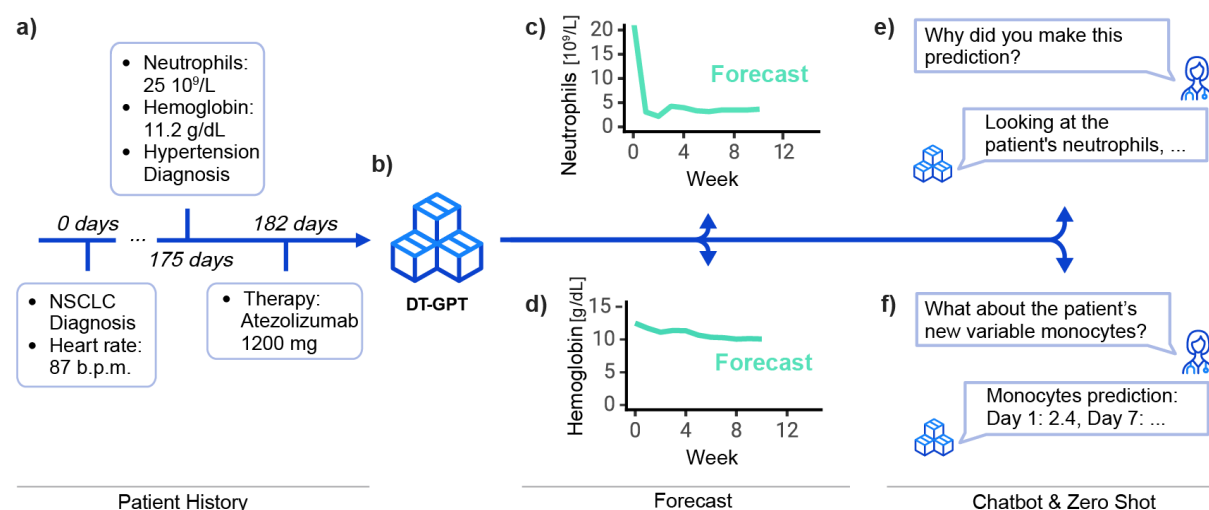 a)
• Neutrophils:
25 10⁹/L
• Hemoglobin:
11.2 g/dL
• Hypertension
Diagnosis
0 days
...
175 days
182 days
• NSCLC
Diagnosis
• Heart rate:
87 b.p.m.
• Therapy:
Atezolizumab
1200 mg
Patient History
b)
DT-GPT
c)
Neutrophils [10⁹/L]
20
15
10
5
0
Forecast
0 4 8 12
Week
d)
Hemoglobin [g/dL]
15
10
5
0
Forecast
0 4 8 12
Week
Forecast
e)
Why did you make this
prediction?
Looking at the
patient's neutrophils, ...
f)
What about the patient’s
new variable monocytes?
Monocytes prediction:
Day 1: 2.4, Day 7: ...
Chatbot & Zero Shot